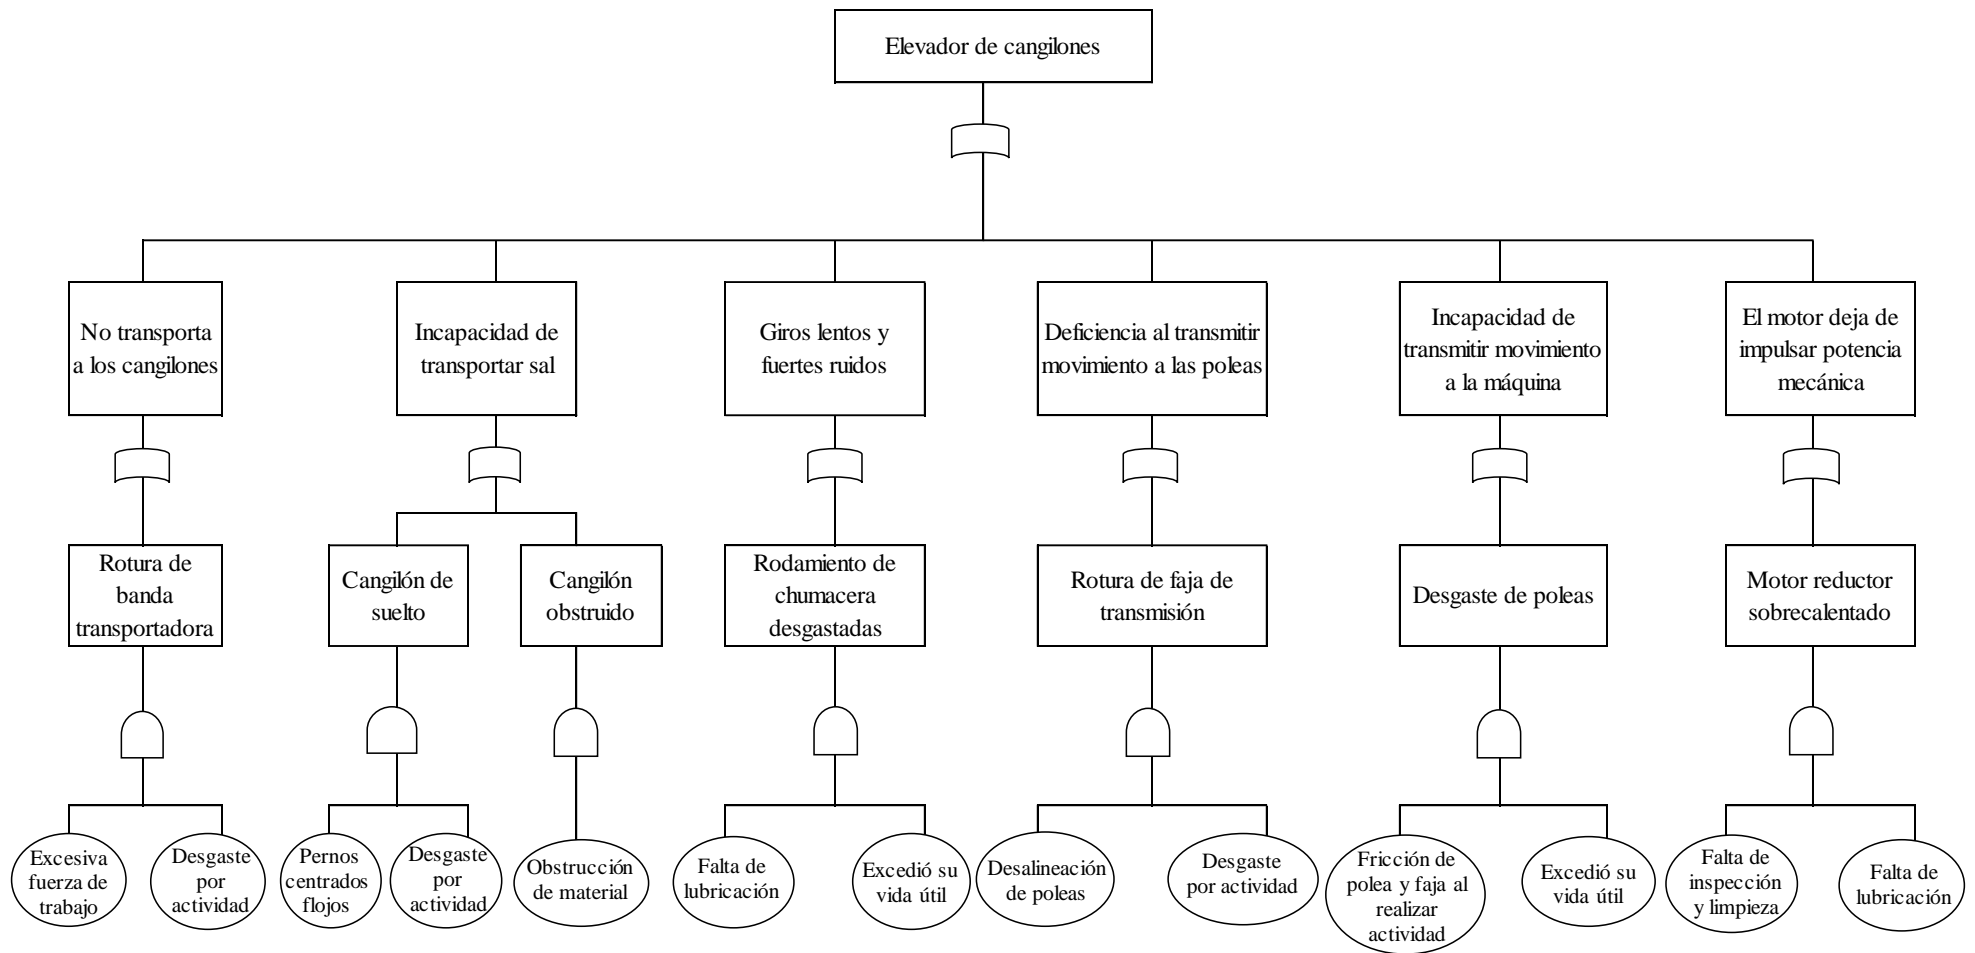 Elevador de cangilones
No transporta
a los cangilones
Incapacidad de
transportar sal
Giros lentos y
fuertes ruidos
Deficiencia al transmitir
movimiento a las poleas
Incapacidad de
transmitir movimiento
a la máquina
El motor deja de
impulsar potencia
mecánica
Rotura de
banda
transportadora
Cangilón de
suelto
Cangilón
obstruido
Rodamiento de
chumacera
desgastadas
Rotura de faja de
transmisión
Desgaste de poleas
Motor reductor
sobrecalentado
Excesiva
fuerza de
trabajo
Desgaste
por
actividad
Pernos
centrados
flojos
Desgaste
por
actividad
Obstrucción
de material
Falta de
lubricación
Excedió su
vida útil
Desalineación
de poleas
Desgaste
por actividad
Fricción de
polea y faja al
realizar
actividad
Excedió su
vida útil
Falta de
inspección
y limpieza
Falta de
lubricación